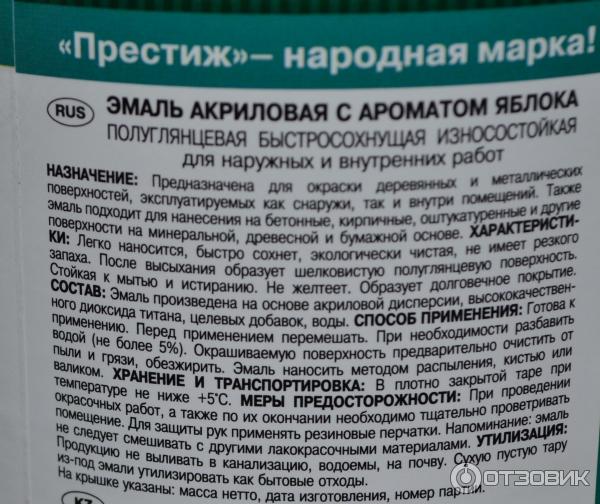 «Престиж»– народная марка!
RUS
ЭМАЛЬ АКРИЛОВАЯ С АРОМАТОМ ЯБЛОКА
ПОЛУГЛЯНЦЕВАЯ БЫСТРОСОХНУЩАЯ ИЗНОСОСТОЙКАЯ
для наружных и внутренних работ
НАЗНАЧЕНИЕ: Предназначена для окраски деревянных и металлических
поверхностей, эксплуатируемых как снаружи, так и внутри помещений. Также
эмаль подходит для нанесения на бетонные, кирпичные, оштукатуренные и другие
поверхности на минеральной, древесной и бумажной основе. ХАРАКТЕРИСТИ-
КИ: Легко наносится, быстро сохнет, экологически чистая, не имеет резкого
запаха. После высыхания образует шелковистую полуглянцевую поверхность.
Стойкая к мытью и истиранию. Не желтеет. Образует долговечное покрытие.
СОСТАВ: Эмаль произведена на основе акриловой дисперсии, высококачествен-
ного диоксида титана, целевых добавок, воды. СПОСОБ ПРИМЕНЕНИЯ: Готова к
применению. Перед применением перемешать. При необходимости разбавить
водой (не более 5%). Окрашиваемую поверхность предварительно очистить от
пыли и грязи, обезжирить. Эмаль наносить методом распыления, кистью или
валиком. ХРАНЕНИЕ И ТРАНСПОРТИРОВКА: В плотно закрытой таре при
температуре не ниже +5°С. МЕРЫ ПРЕДОСТОРОЖНОСТИ: При проведении
окрасочных работ, а также по их окончании необходимо тщательно проветривать
помещение. Для защиты рук применять резиновые перчатки. Напоминание: эмаль
не следует смешивать с другими лакокрасочными материалами. УТИЛИЗАЦИЯ:
Продукцию не выливать в канализацию, водоемы, на почву. Сухую пустую тару
из-под эмали утилизировать как бытовые отходы.
На крышке указаны: масса нетто, дата изготовления, номер партии.
KZ
ОТЗОВИК